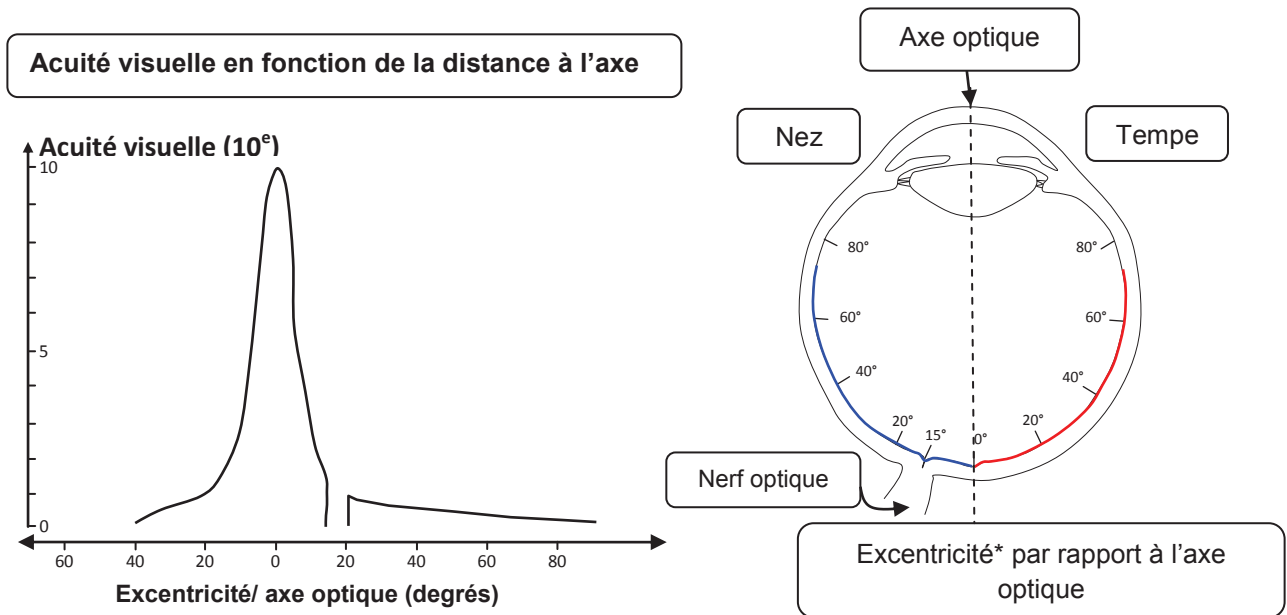 Acuité visuelle en fonction de la distance à l’axe
Acuité visuelle (10e)
10
5
0
60 40 20 0 20 40 60 80
Excentricité/ axe optique (degrés)
Axe optique
Nez
Tempe
80°
80°
60°
60°
40°
40°
20°
15°
0°
20°
Nerf optique
Excentricité* par rapport à l’axe
optique